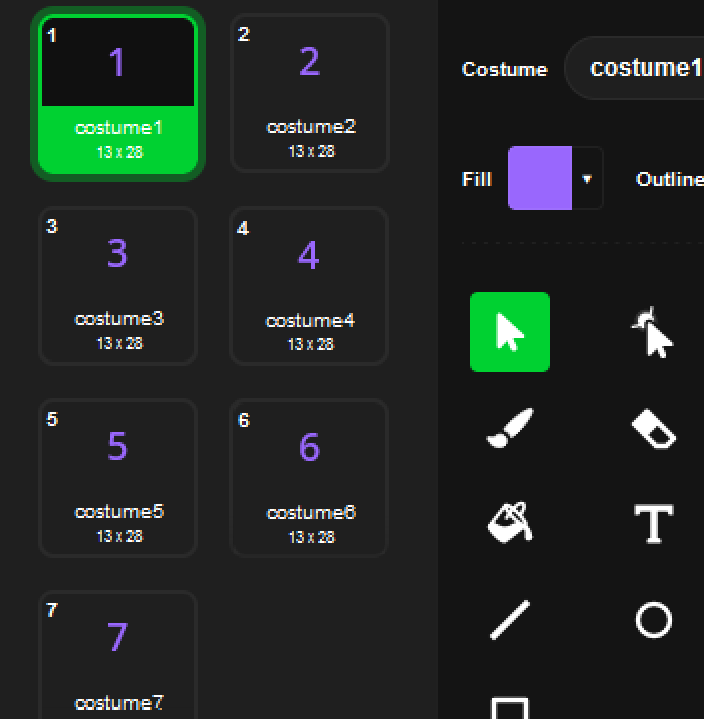 1
1
costume1
13 x 28
2
2
costume2
13 x 28
3
3
costume3
13 x 28
4
4
costume4
13 x 28
5
5
costume5
13 x 28
6
6
costume6
13 x 28
7
7
costume7
Costume costume1
Fill Outline
T